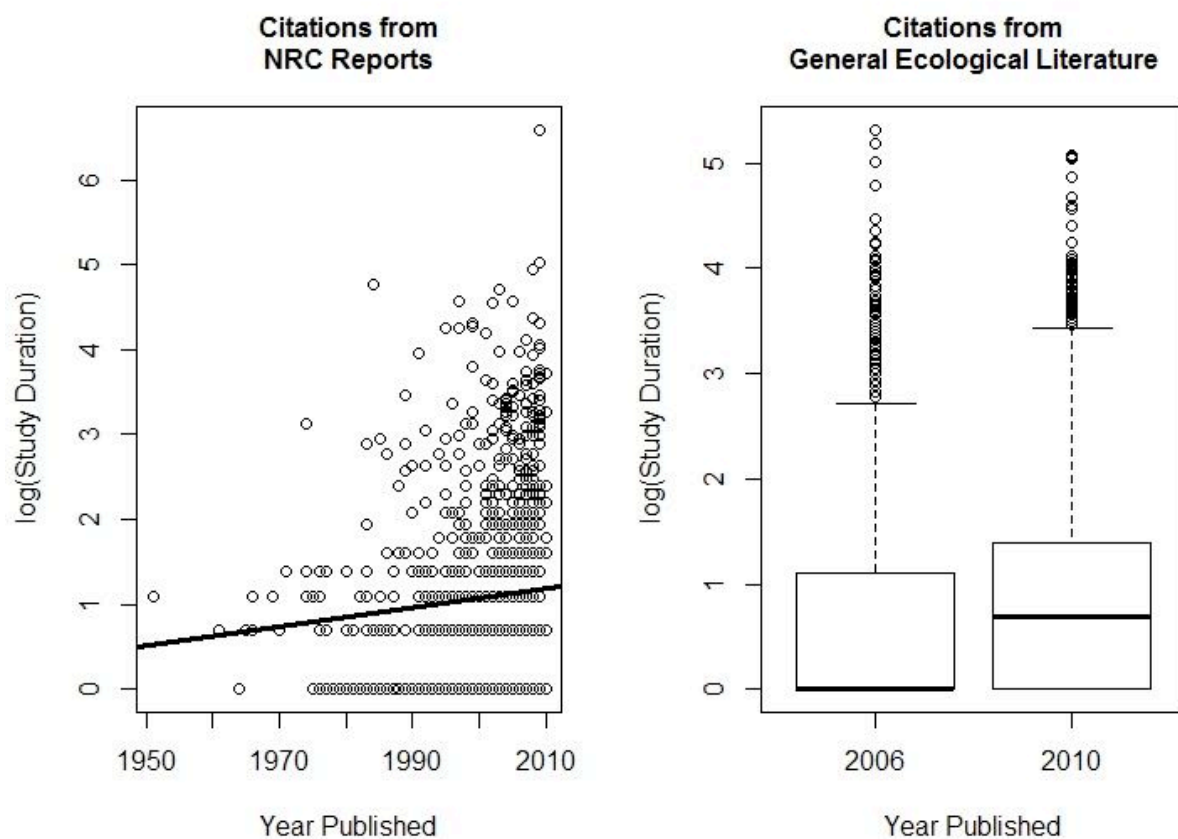 Citations from
NRC Reports
log(Study Duration)
6
5
4
3
2
1
0
1950 1970 1990 2010
Year Published
Citations from
General Ecological Literature
log(Study Duration)
5
4
3
2
1
0
2006 2010
Year Published